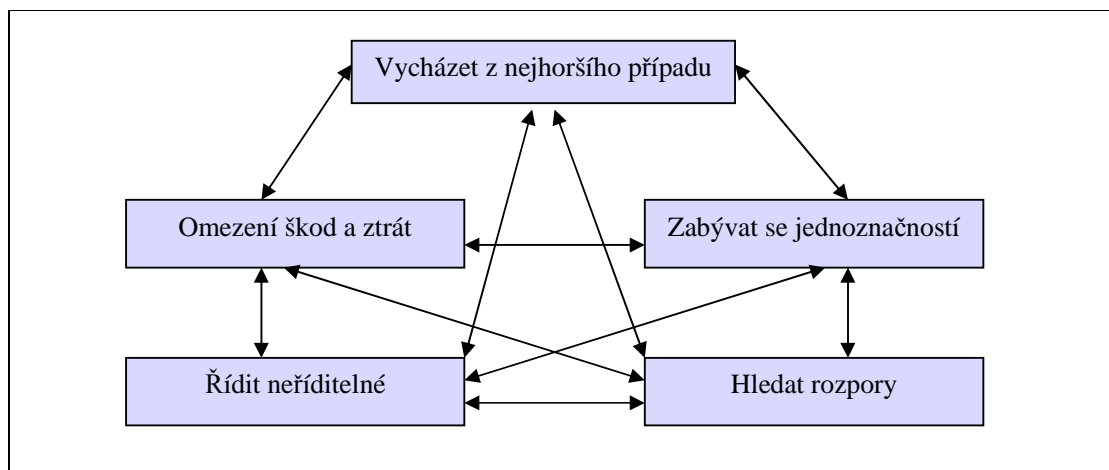 Vycházet z nejhoršího případu
Omezení škod a ztrát
Zabývat se jednoznačností
Řídit neříditelné
Hledat rozpory